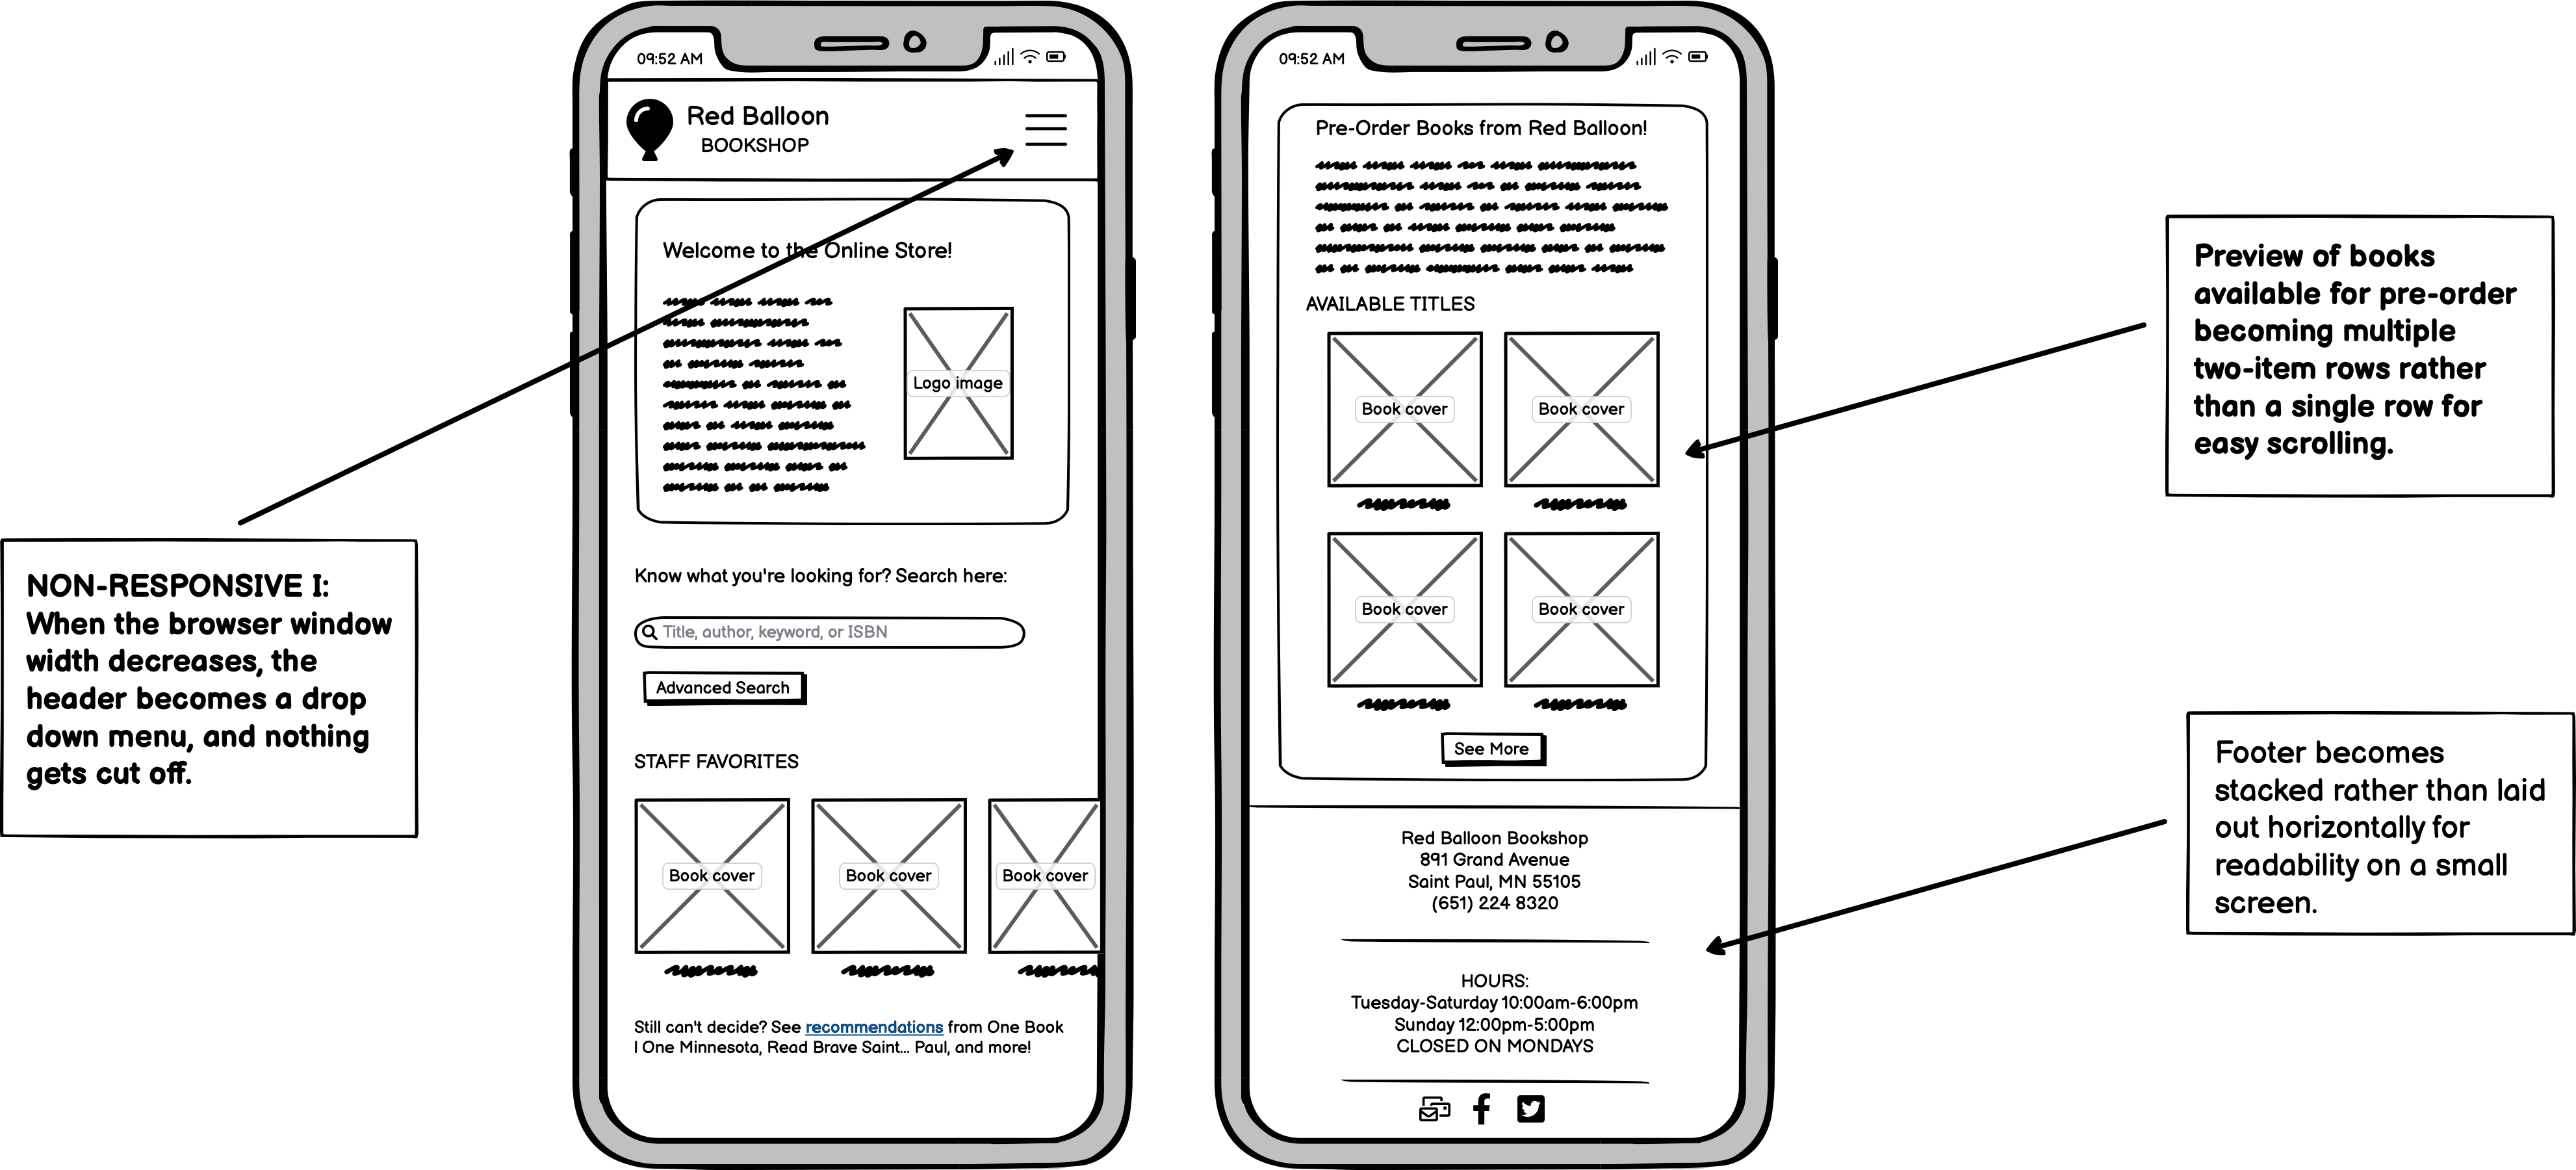 NON-RESPONSIVE I:
When the browser window
width decreases, the
header becomes a drop
down menu, and nothing
gets cut off.
09:52 AM
Red Balloon
BOOKSHOP
Welcome to the Online Store!
Logo image
Know what you're looking for? Search here:
Title, author, keyword, or ISBN
Advanced Search
STAFF FAVORITES
Book cover
Book cover
Book cover
Still can't decide? See recommendations from One Book
| One Minnesota, Read Brave Saint... Paul, and more!
09:52 AM
Pre-Order Books from Red Balloon!
AVAILABLE TITLES
Book cover
Book cover
Book cover
Book cover
See More
Red Balloon Bookshop
891 Grand Avenue
Saint Paul, MN 55105
(651) 224 8320
HOURS:
Tuesday-Saturday 10:00am-6:00pm
Sunday 12:00pm-5:00pm
CLOSED ON MONDAYS
Preview of books
available for pre-order
becoming multiple
two-item rows rather
than a single row for
easy scrolling.
Footer becomes
stacked rather than laid
out horizontally for
readability on a small
screen.